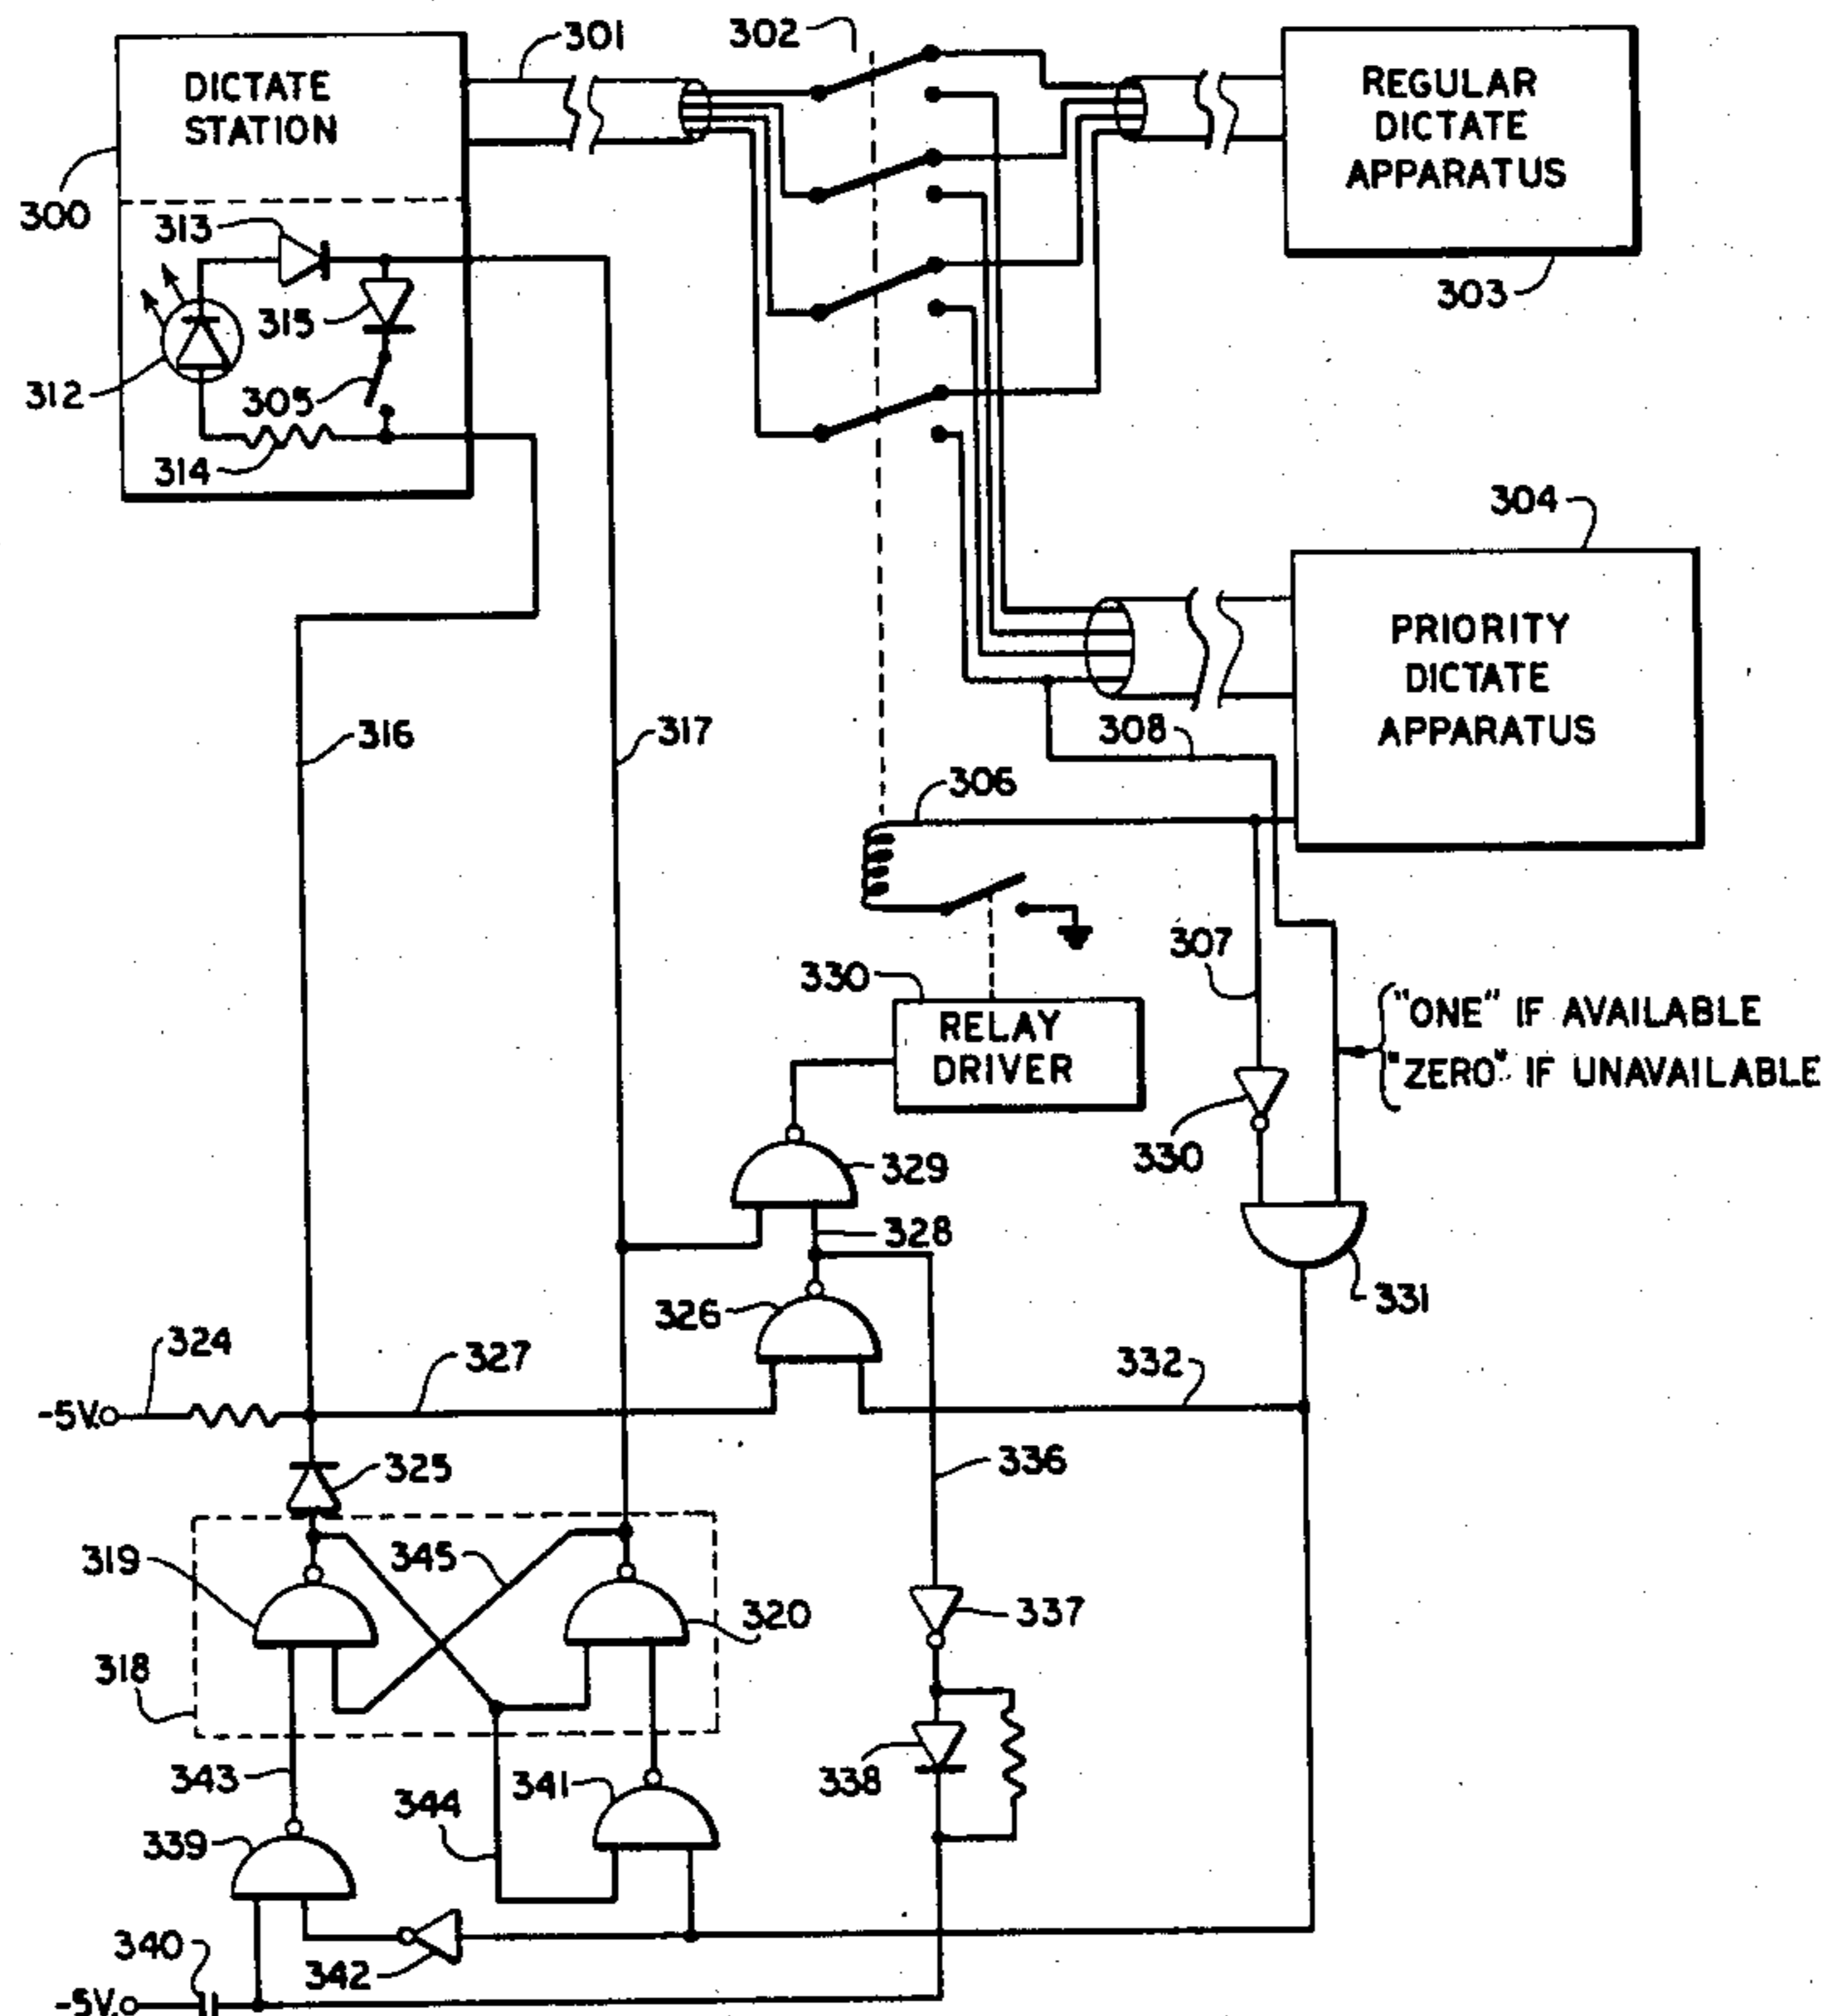 301
302
DICTATE
STATION
REGULAR
DICTATE
APPARATUS
300
313
303
315
312
305
314
304
PRIORITY
DICTATE
APPARATUS
316
317
308
306
307
330
RELAY
DRIVER
"ONE" IF AVAILABLE
"ZERO" IF UNAVAILABLE
330
329
328
326
331
324
327
332
-5V.
325
336
319
345
320
337
318
343
344
341
338
339
340
342
-5V.